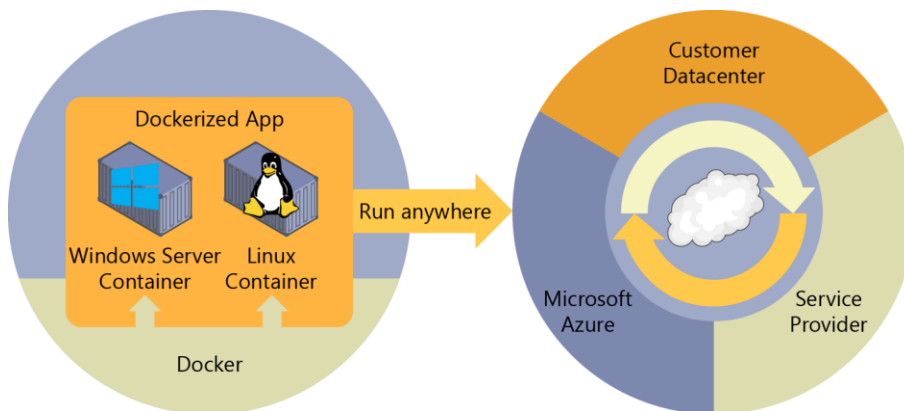 Dockerized App
Windows Server
Container
Linux
Container
Docker
Run anywhere
Customer
Datacenter
Microsoft
Azure
Service
Provider